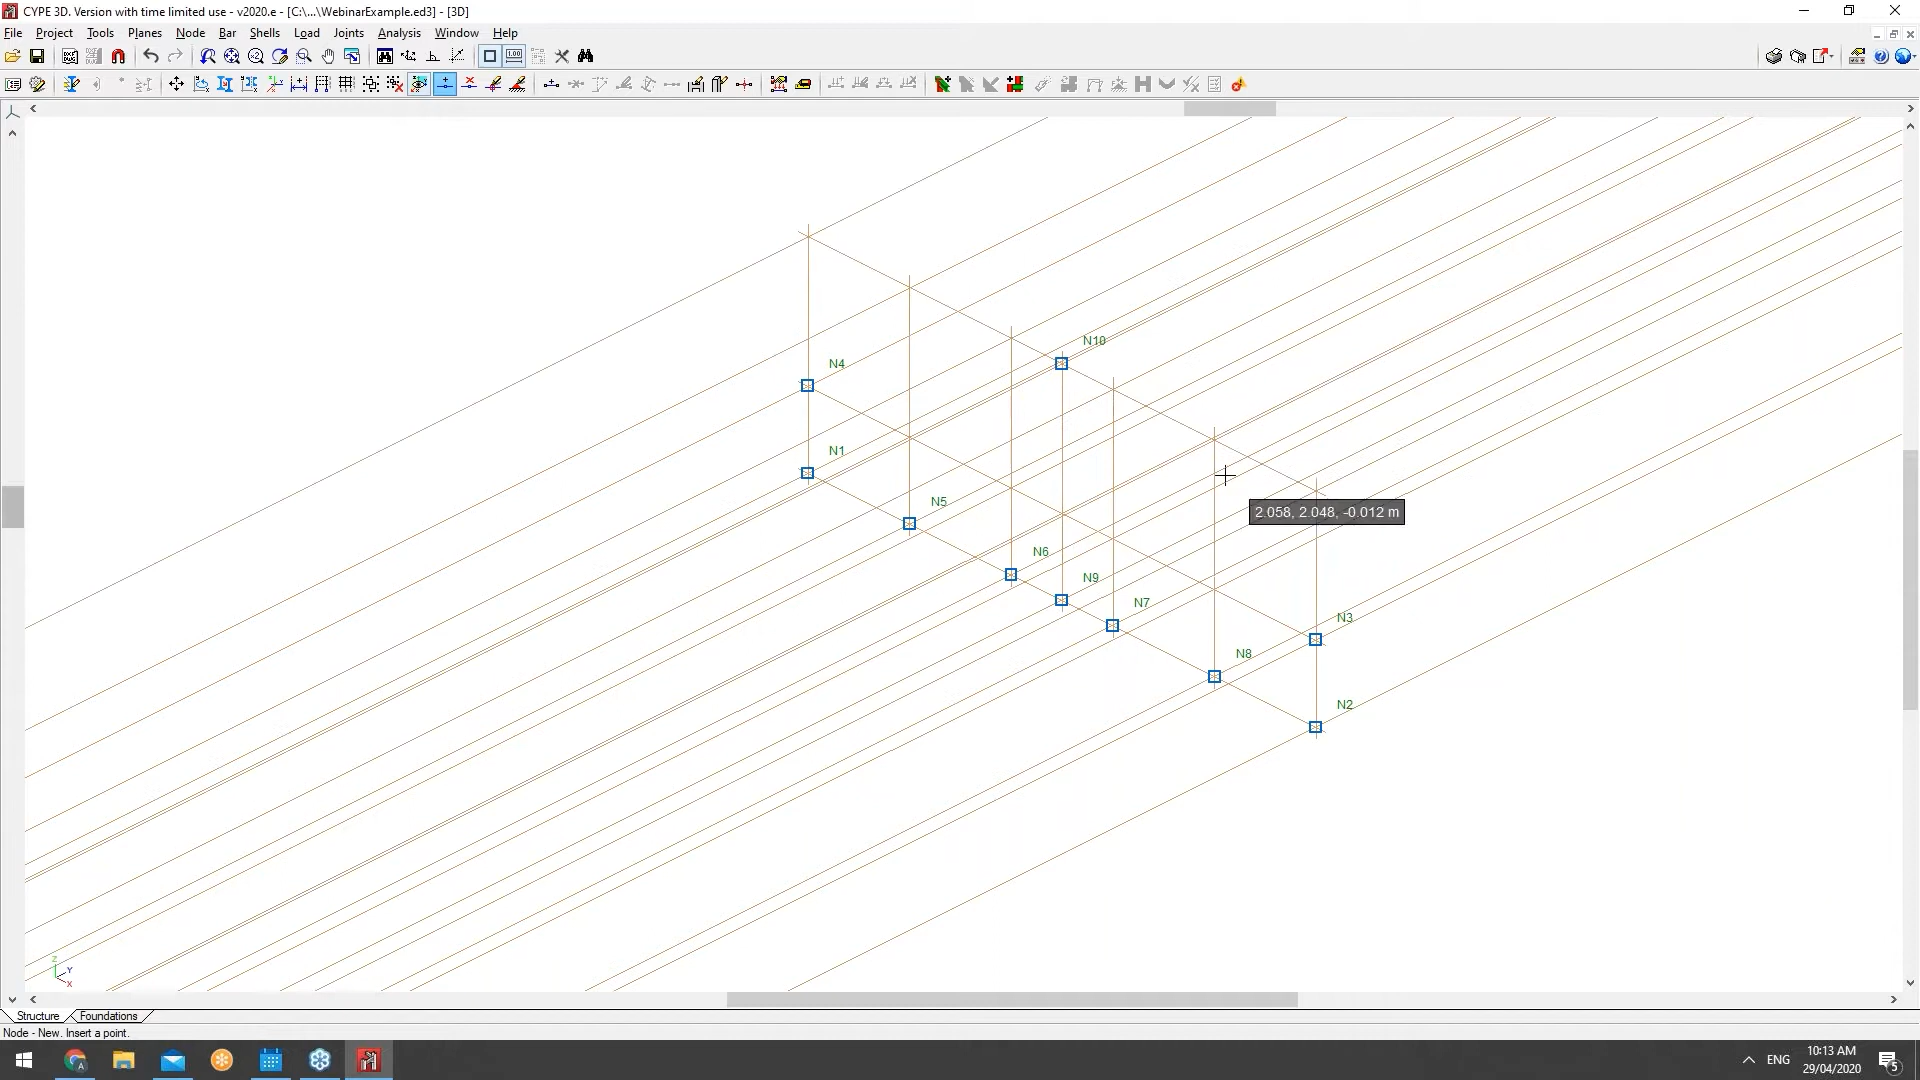 CYPE 3D. Version with time limited use - v2020.e - [C:\...\WebinarExample.ed3] - [3D]
File Project Tools Planes Node Bar Shells Load Joints Analysis Window Help
N10
N4
N1
N5
2.058, 2.048, -0.012 m
N6
N9
N7
N3
N8
N2
Z
Y
X
Structure Foundations
Node - New. Insert a point.
ENG
10:13 AM
29/04/2020
5